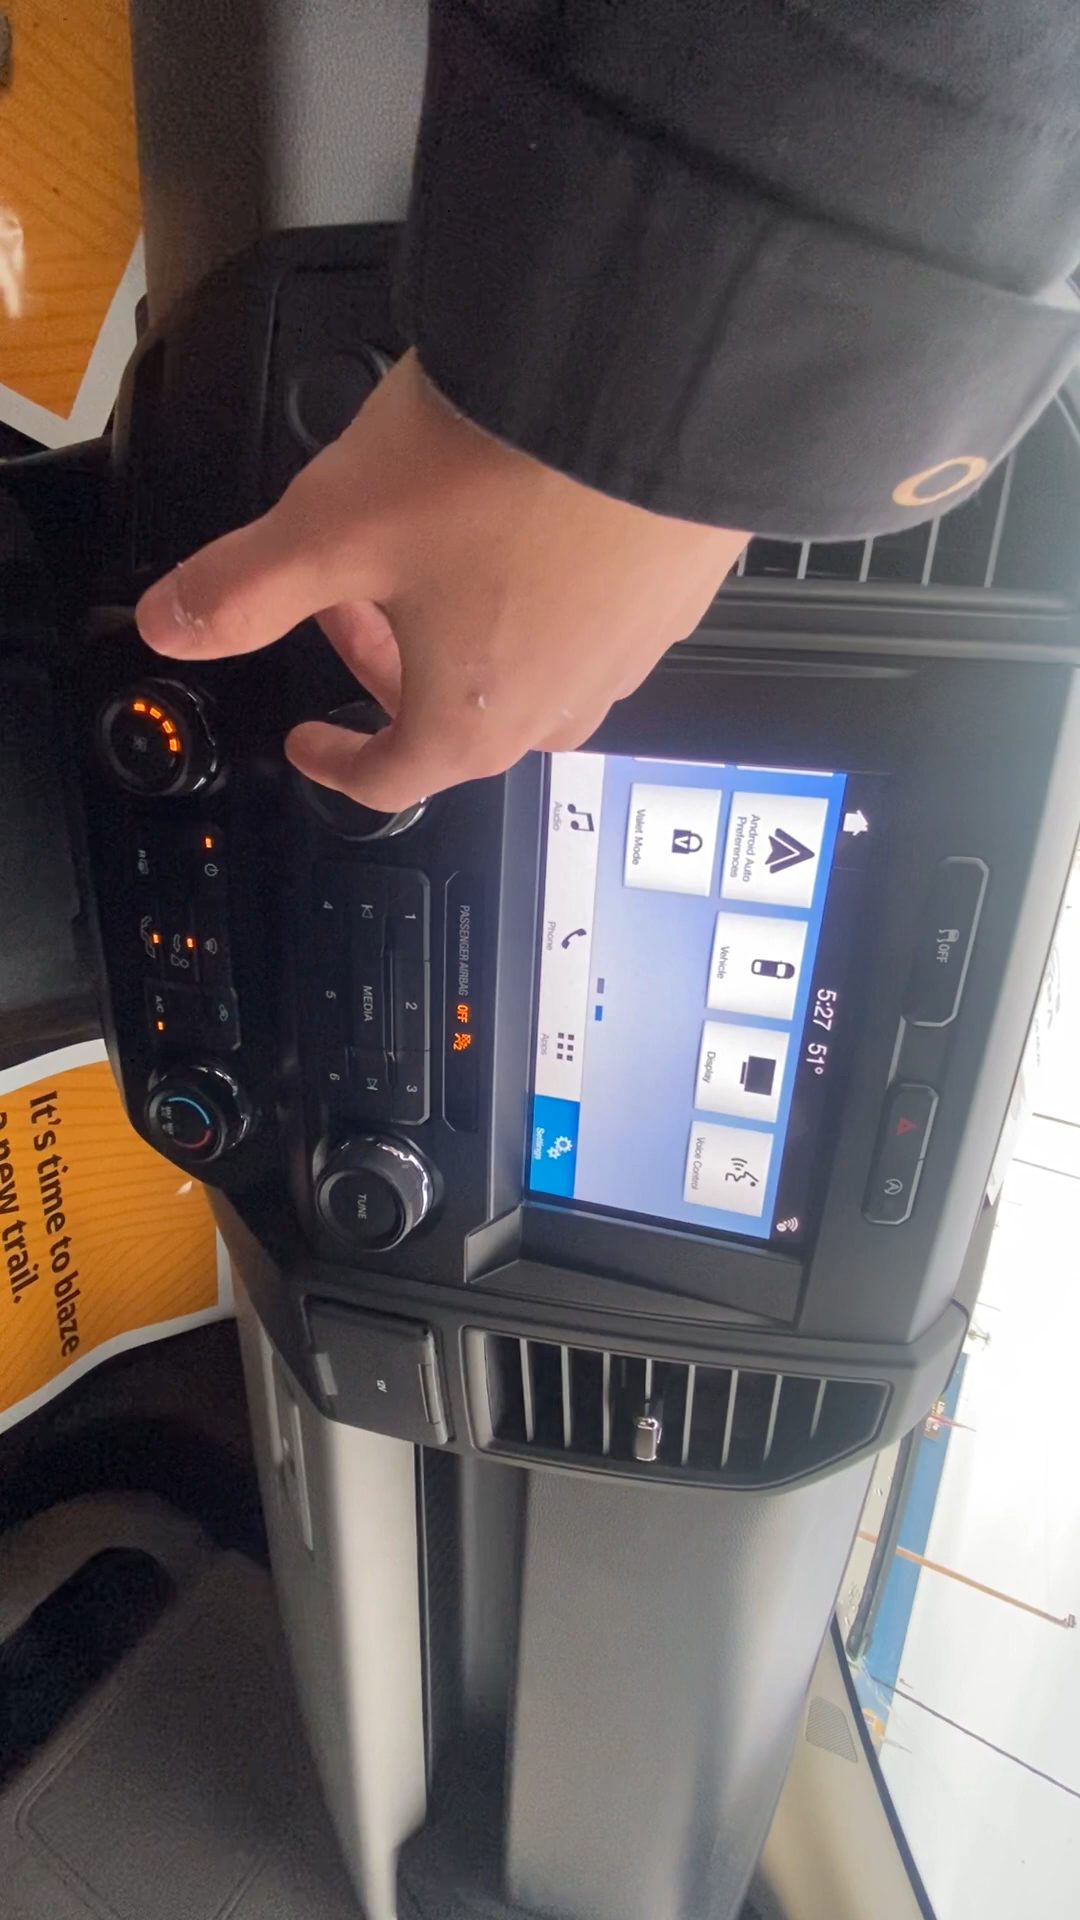 OFF
5:27 51°
Android Auto
Preferences
Vehicle
Display
Voice Control
Valet Mode
Audio
Phone
Apps
Settings
PASSENGER AIRBAG OFF
1 2 3
MEDIA
4 5 6
TUNE
A/C
12V
It's time to blaze
a new trail.